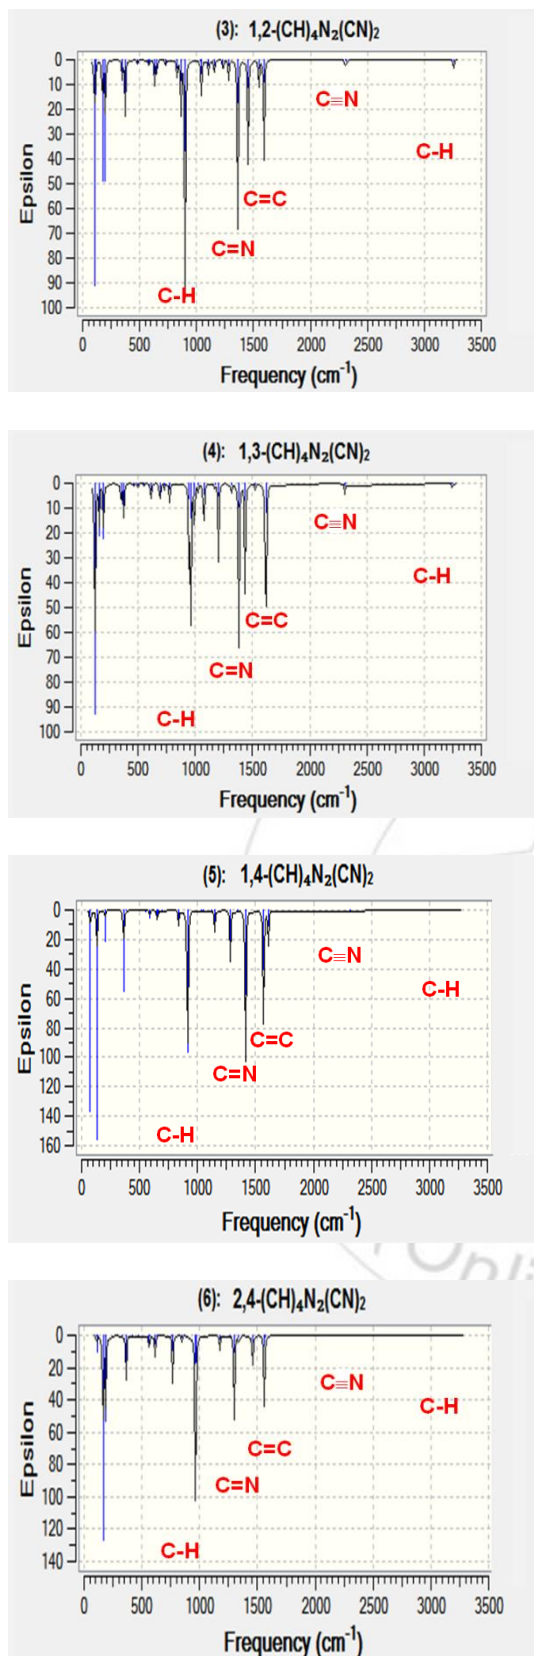 (3): 1,2-(CH)₄N₂(CN)₂
0
10
20
30
40
50
60
70
80
90
100
Epsilon
C≡N
C-H
C=C
C=N
C-H
0 500 1000 1500 2000 2500 3000 3500
Frequency (cm⁻¹)
(4): 1,3-(CH)₄N₂(CN)₂
0
10
20
30
40
50
60
70
80
90
100
Epsilon
C≡N
C-H
C=C
C=N
C-H
0 500 1000 1500 2000 2500 3000 3500
Frequency (cm⁻¹)
(5): 1,4-(CH)₄N₂(CN)₂
0
20
40
60
80
100
120
140
160
Epsilon
C≡N
C-H
C=C
C=N
C-H
0 500 1000 1500 2000 2500 3000 3500
Frequency (cm⁻¹)
(6): 2,4-(CH)₄N₂(CN)₂
0
20
40
60
80
100
120
140
Epsilon
C≡N
C-H
C=C
C=N
C-H
0 500 1000 1500 2000 2500 3000 3500
Frequency (cm⁻¹)